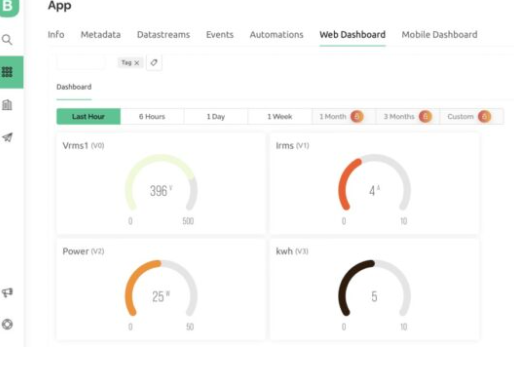 B
App
Info Metadata Datastreams Events Automations Web Dashboard Mobile Dashboard
Tag ×
Dashboard
Last Hour 6 Hours 1 Day 1 Week 1 Month 3 Months Custom
Vrms1 (V0) Irms (V1)
396 4 A
0 500 0 10
Power (V2) kwh (V3)
25 W 5
0 50 0 10